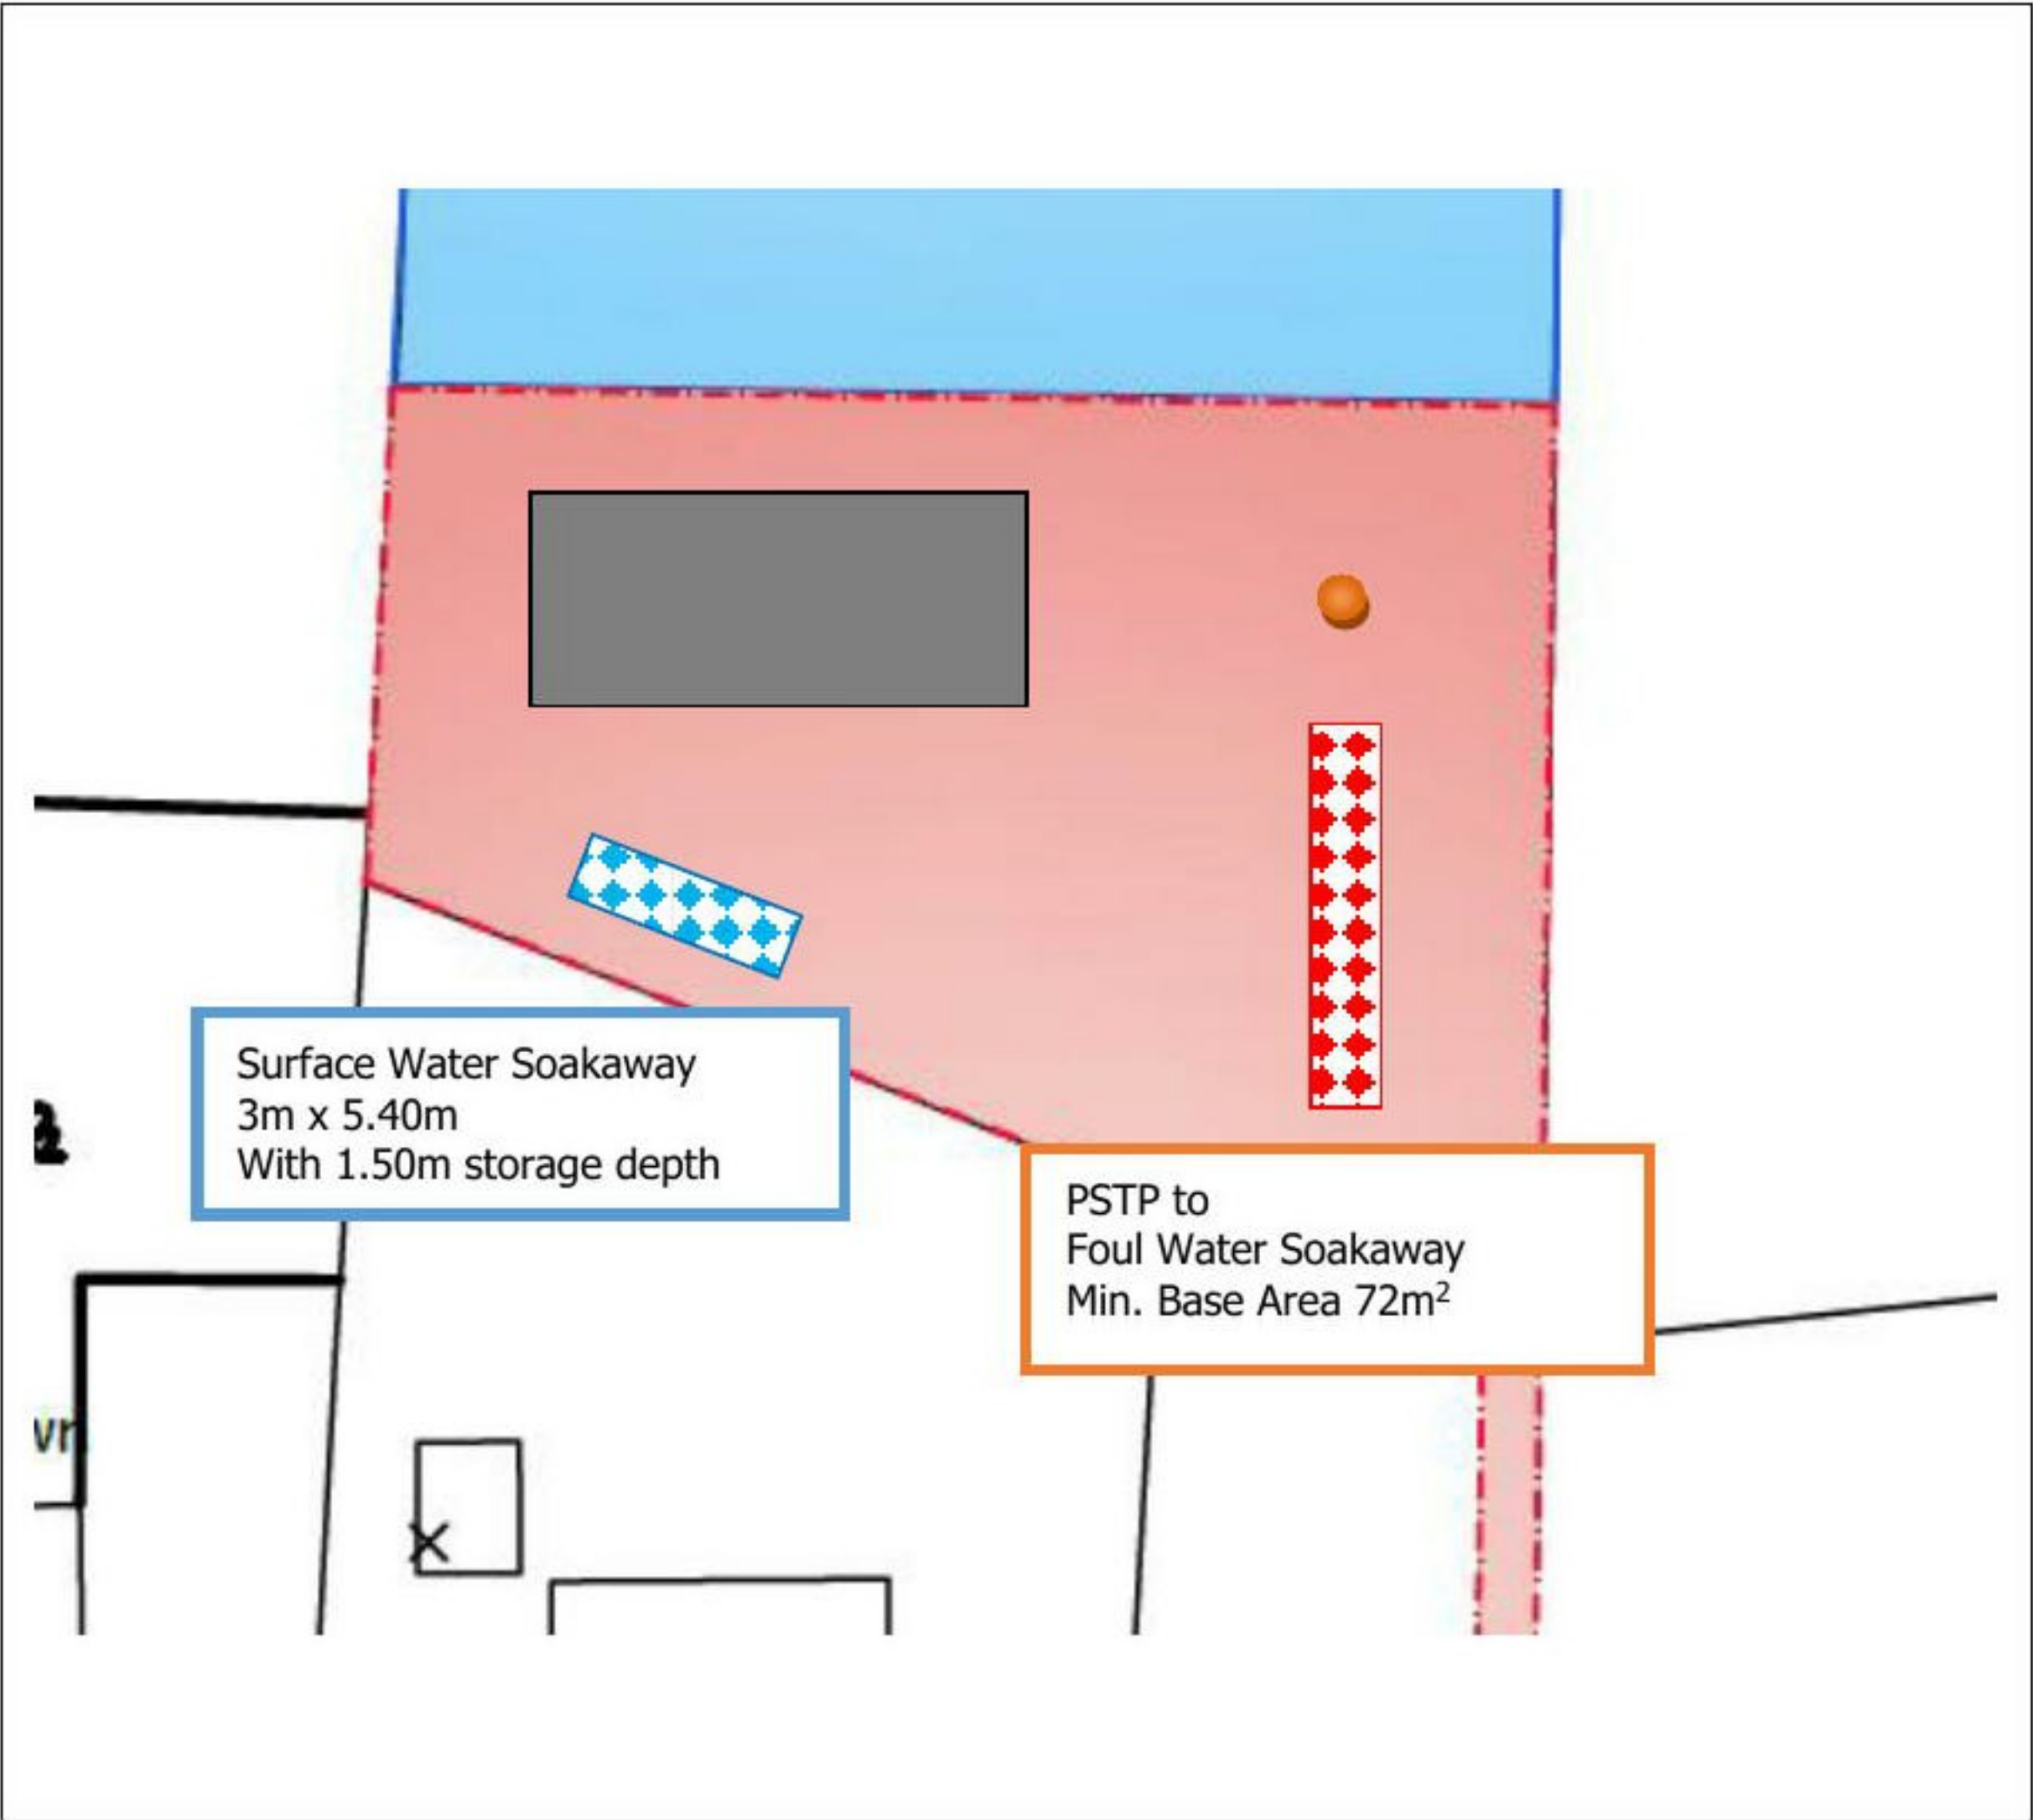 Surface Water Soakaway
3m x 5.40m
With 1.50m storage depth
PSTP to
Foul Water Soakaway
Min. Base Area 72m²